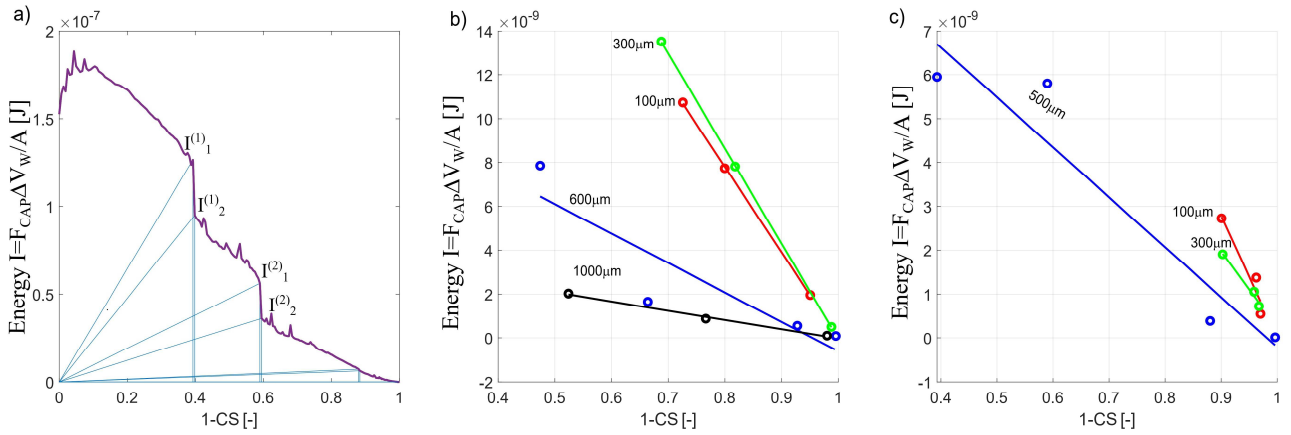 a)
×10⁻⁷
2
1.5
1
0.5
0
Energy I=F_CAPΔV_W/A [J]
I⁽¹⁾₁
I⁽¹⁾₂
I⁽²⁾₁
I⁽²⁾₂
0 0.2 0.4 0.6 0.8 1
1-CS [-]
b)
×10⁻⁹
14
12
10
8
6
4
2
0
-2
Energy I=F_CAPΔV_W/A [J]
300μm
100μm
600μm
1000μm
0.4 0.5 0.6 0.7 0.8 0.9 1
1-CS [-]
c)
×10⁻⁹
7
6
5
4
3
2
1
0
-1
Energy I=F_CAPΔV_W/A [J]
500μm
100μm
300μm
0.4 0.5 0.6 0.7 0.8 0.9 1
1-CS [-]